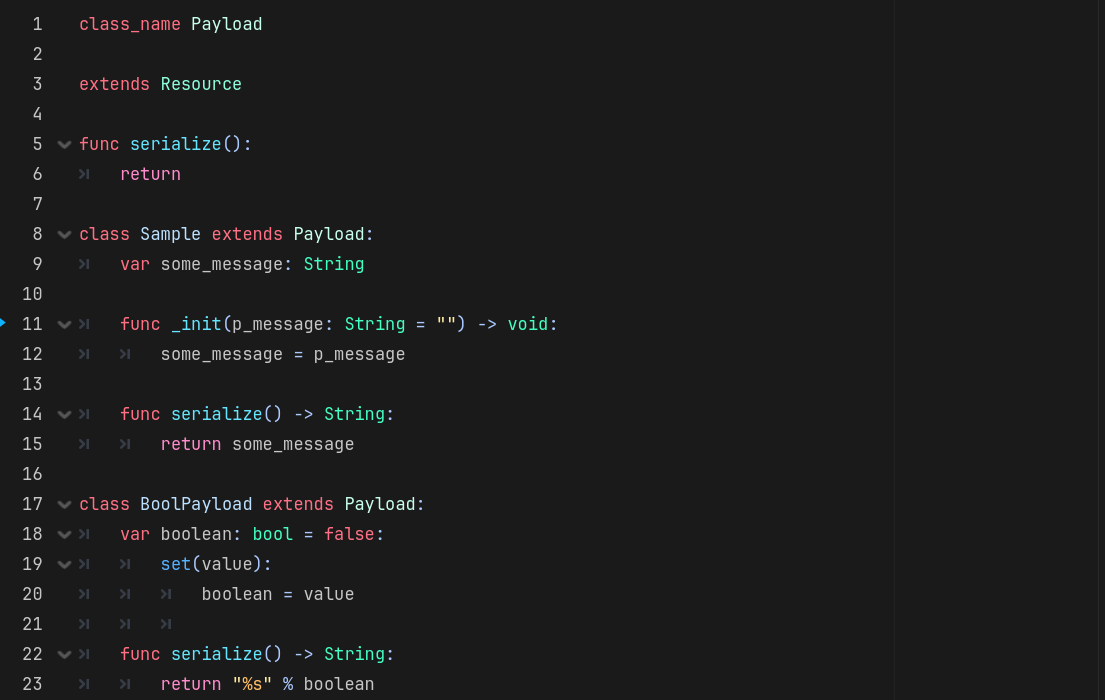 1 class_name Payload
2
3 extends Resource
4
5 func serialize():
6 return
7
8 class Sample extends Payload:
9 var some_message: String
10
11 func _init(p_message: String = "") -> void:
12 some_message = p_message
13
14 func serialize() -> String:
15 return some_message
16
17 class BoolPayload extends Payload:
18 var boolean: bool = false:
19 set(value):
20 boolean = value
21
22 func serialize() -> String:
23 return "%s" % boolean